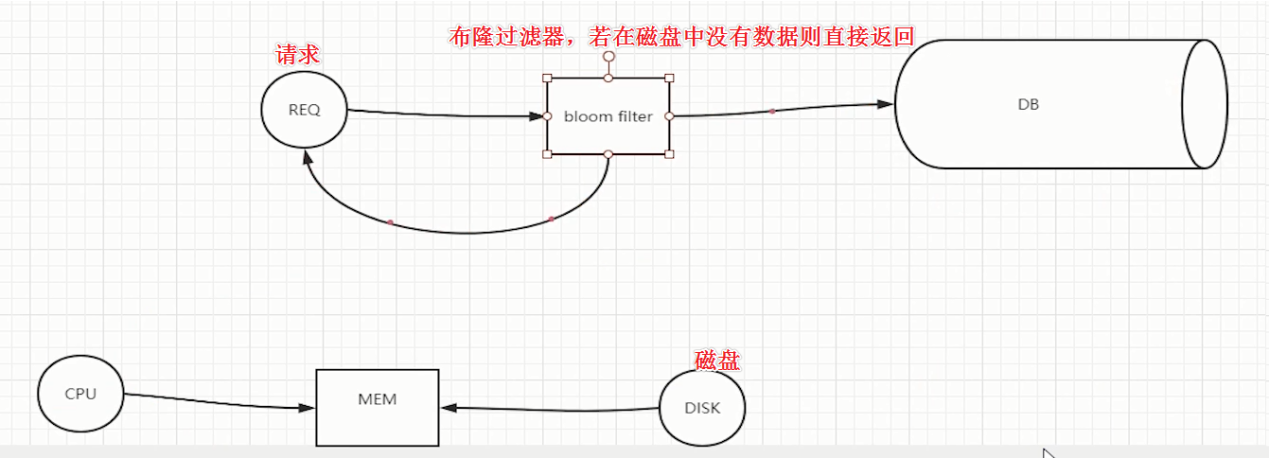 布隆过滤器，若在磁盘中没有数据则直接返回
请求
REQ
bloom filter
DB
磁盘
CPU
MEM
DISK